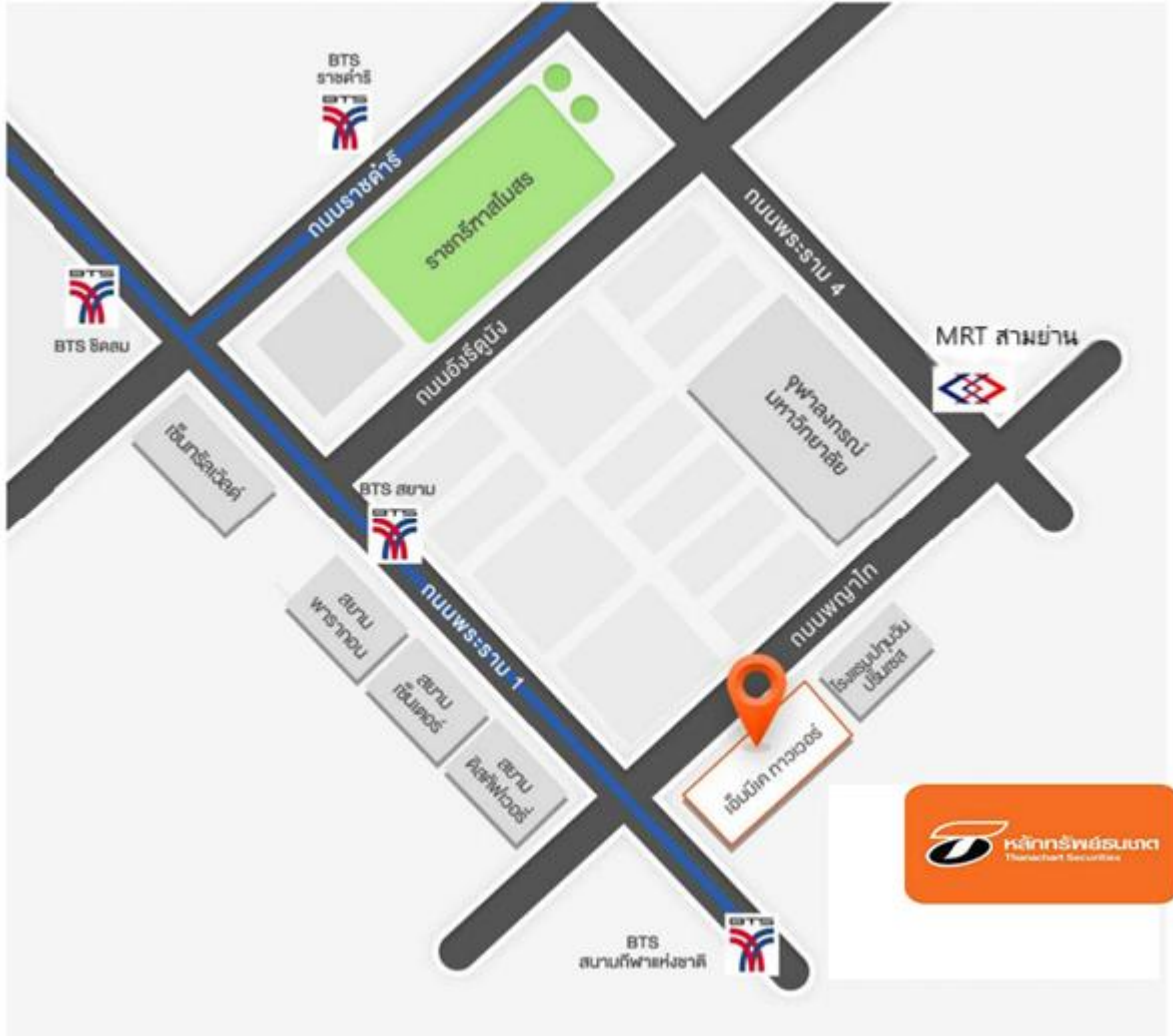 BTS
ราชดำริ
BTS
ถนนราชดำริ
ราชกรีฑาสโมสร
ถนนพระราม 4
BTS
BTS ชิดลม
ถนนอังรีดูนัง
MRT สามย่าน
จุฬาลงกรณ์
มหาวิทยาลัย
เซ็นทรัลเวิลด์
BTS สยาม
BTS
ถนนพระราม 1
สยาม
พารากอน
สยาม
เซ็นเตอร์
สยาม
ดิสคัฟเวอรี่
ถนนพญาไท
โรงแรมปทุมวัน
ปริ๊นเซส
เอ็มบีเค ทาวเวอร์
หลักทรัพย์ธนชาต
Thanachart Securities
BTS
สนามกีฬาแห่งชาติ
BTS